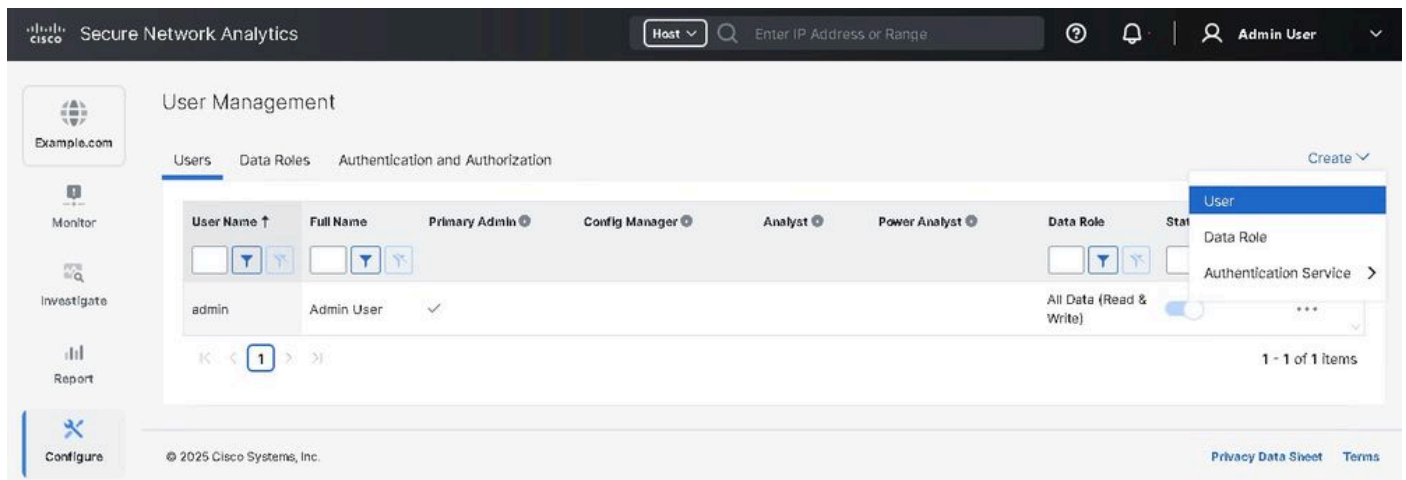 cisco Secure Network Analytics Host Enter IP Address or Range Admin User
User Management
Example.com
Users Data Roles Authentication and Authorization Create
User
Monitor User Name ↑ Full Name Primary Admin Config Manager Analyst Power Analyst Data Role Stat
Data Role
Authentication Service
Investigate
admin Admin User All Data (Read &
Write) ...
1 1 - 1 of 1 items
Report
Configure © 2025 Cisco Systems, Inc. Privacy Data Sheet Terms